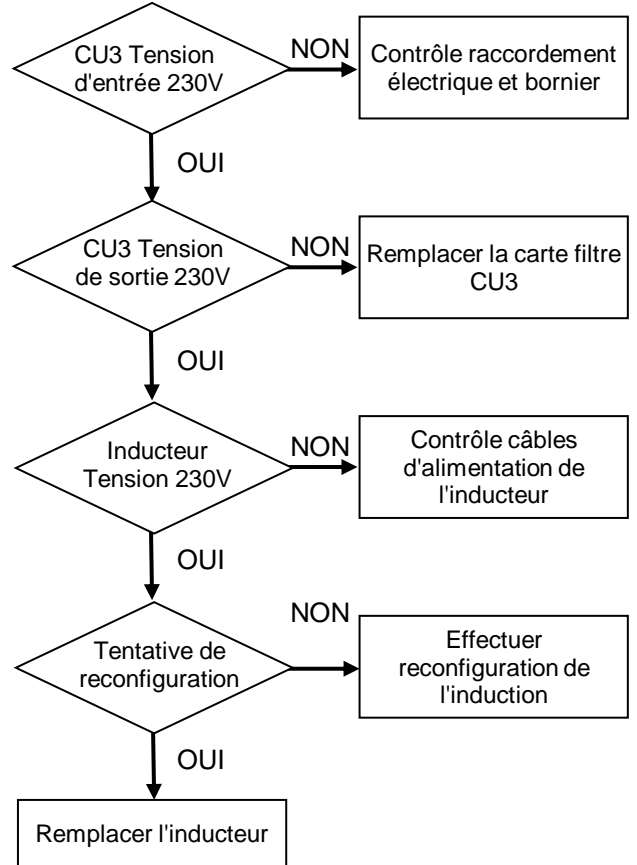 CU3 Tension
d'entrée 230V
NON
Contrôle raccordement
électrique et bornier
OUI
CU3 Tension
de sortie 230V
NON
Remplacer la carte filtre
CU3
OUI
Inducteur
Tension 230V
NON
Contrôle câbles
d'alimentation de
l'inducteur
OUI
Tentative de
reconfiguration
NON
Effectuer
reconfiguration de
l'induction
OUI
Remplacer l'inducteur